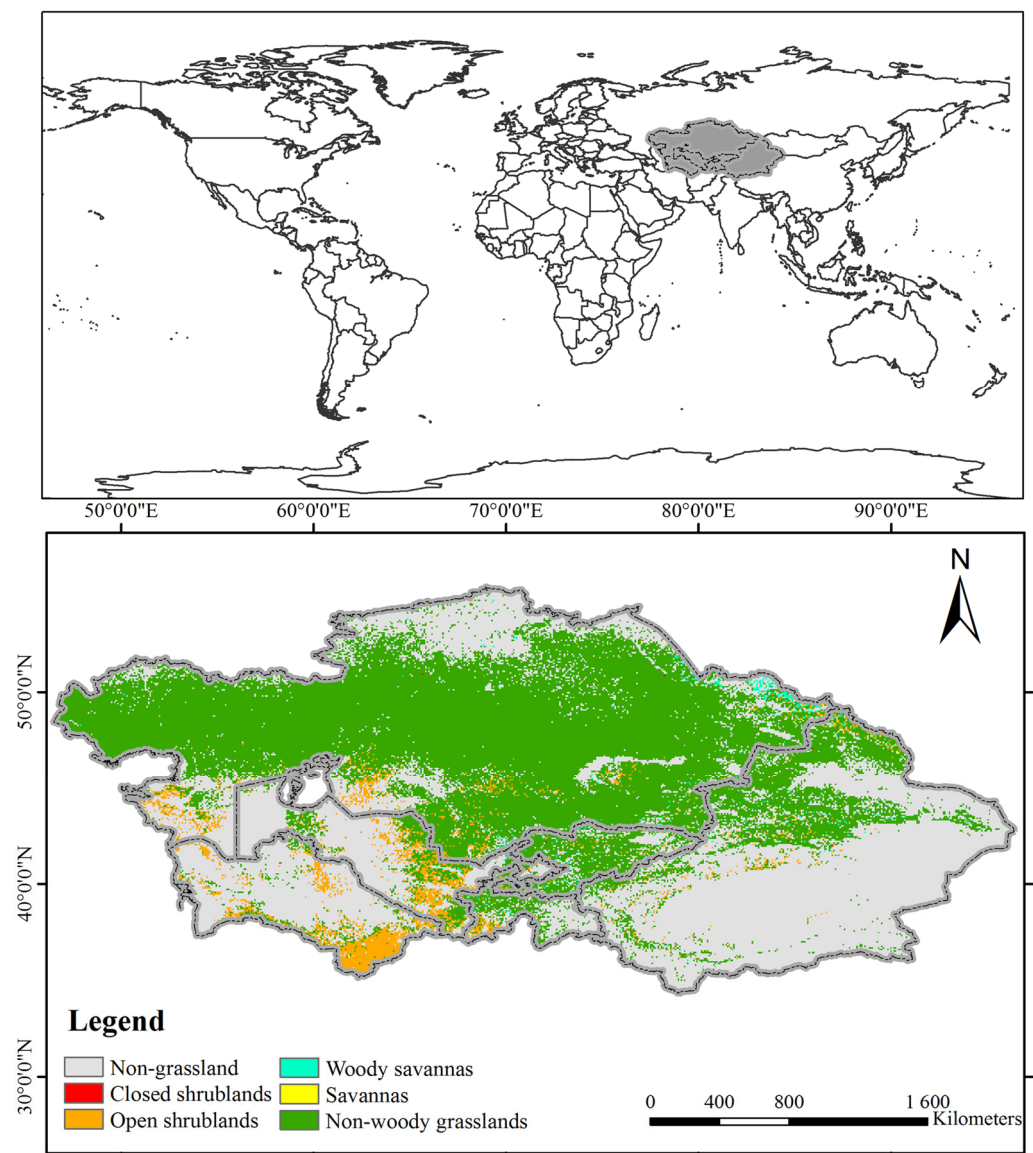 50°0'0"E 60°0'0"E 70°0'0"E 80°0'0"E 90°0'0"E
N
50°0'0"N
40°0'0"N
30°0'0"N
Legend
Non-grassland
Closed shrublands
Open shrublands
Woody savannas
Savannas
Non-woody grasslands
0 400 800 1 600
Kilometers